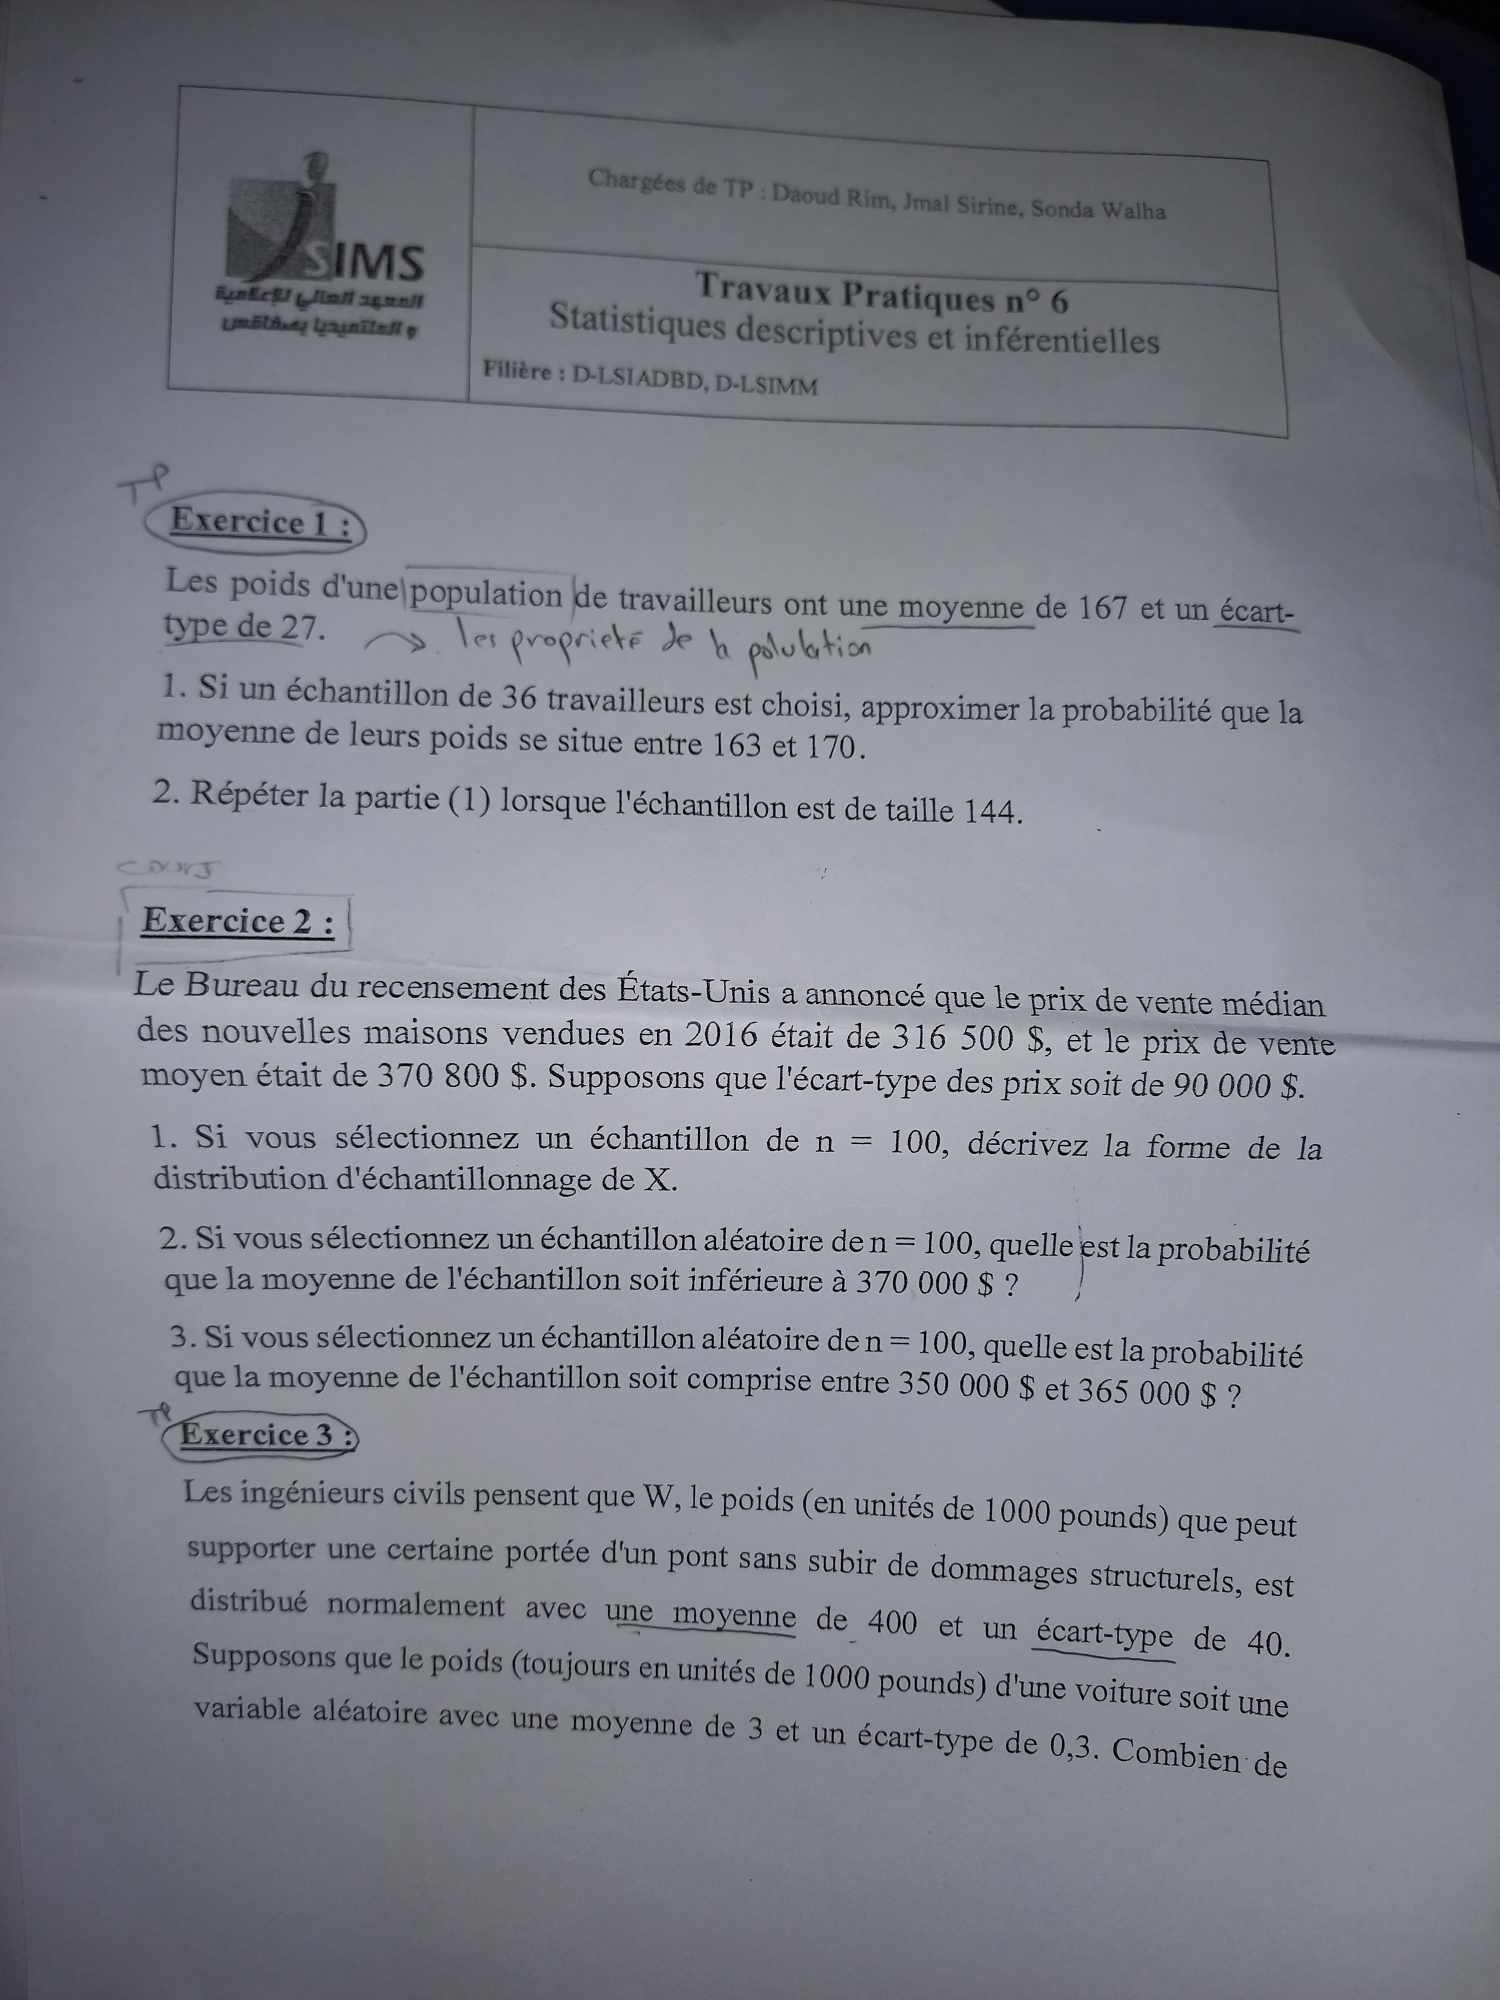 Chargées de TP : Daoud Rim, Jmal Sirine, Sonda Walha
SIMS
المعهد العالي للإعلامية
و الملتيميديا بصفاقس
Travaux Pratiques n° 6
Statistiques descriptives et inférentielles
Filière : D-LSIADBD, D-LSIMM
TP
Exercice 1 :
Les poids d'une population de travailleurs ont une moyenne de 167 et un écart-
type de 27.
les propriété de la polulation
1. Si un échantillon de 36 travailleurs est choisi, approximer la probabilité que la
moyenne de leurs poids se situe entre 163 et 170.
2. Répéter la partie (1) lorsque l'échantillon est de taille 144.
cours
Exercice 2 :
Le Bureau du recensement des États-Unis a annoncé que le prix de vente médian
des nouvelles maisons vendues en 2016 était de 316 500 $, et le prix de vente
moyen était de 370 800 $. Supposons que l'écart-type des prix soit de 90 000 $.
1. Si vous sélectionnez un échantillon de n = 100, décrivez la forme de la
distribution d'échantillonnage de X.
2. Si vous sélectionnez un échantillon aléatoire de n = 100, quelle est la probabilité
que la moyenne de l'échantillon soit inférieure à 370 000 $ ?
3. Si vous sélectionnez un échantillon aléatoire de n = 100, quelle est la probabilité
que la moyenne de l'échantillon soit comprise entre 350 000 $ et 365 000 $ ?
TP
Exercice 3 :
Les ingénieurs civils pensent que W, le poids (en unités de 1000 pounds) que peut
supporter une certaine portée d'un pont sans subir de dommages structurels, est
distribué normalement avec une moyenne de 400 et un écart-type de 40.
Supposons que le poids (toujours en unités de 1000 pounds) d'une voiture soit une
variable aléatoire avec une moyenne de 3 et un écart-type de 0,3. Combien de